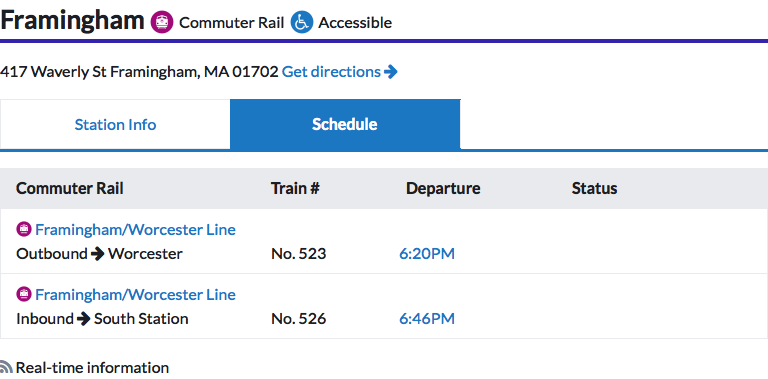 Framingham Commuter Rail Accessible
417 Waverly St Framingham, MA 01702 Get directions
Station Info Schedule
Commuter Rail Train # Departure Status
Framingham/Worcester Line
Outbound Worcester No. 523 6:20PM
Framingham/Worcester Line
Inbound South Station No. 526 6:46PM
Real-time information